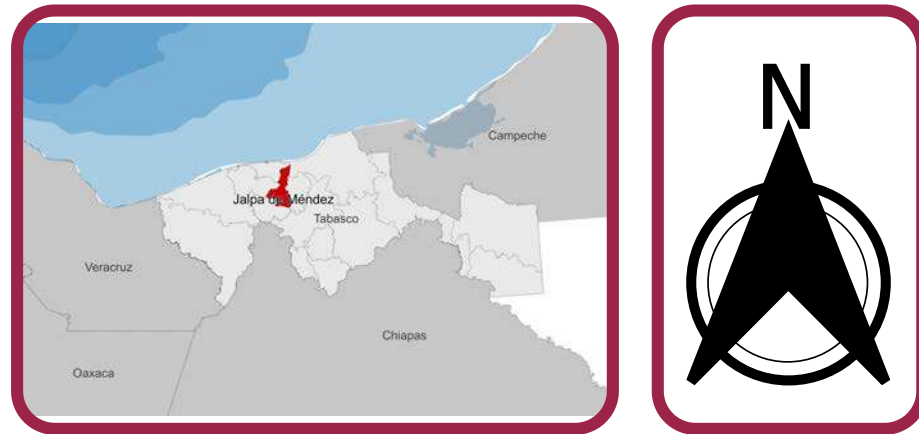 Campeche
Jalpa de Méndez
Tabasco
Veracruz
Chiapas
Oaxaca
N